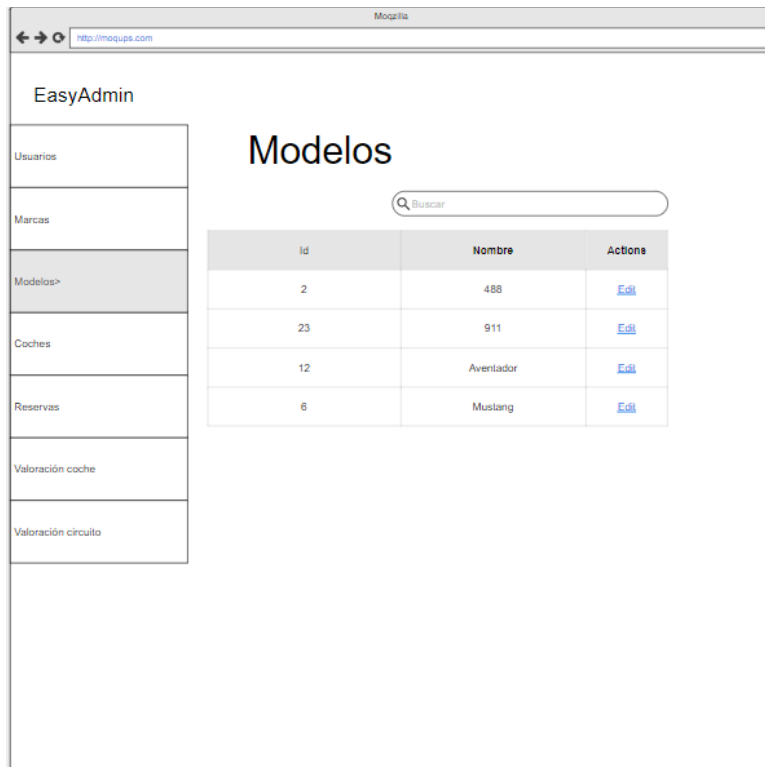 Moqzilla
http://moqups.com
EasyAdmin
Usuarios
Marcas
Modelos>
Coches
Reservas
Valoración coche
Valoración circuito
Modelos
Buscar
Id Nombre Actions
2 488 Edit
23 911 Edit
12 Aventador Edit
6 Mustang Edit